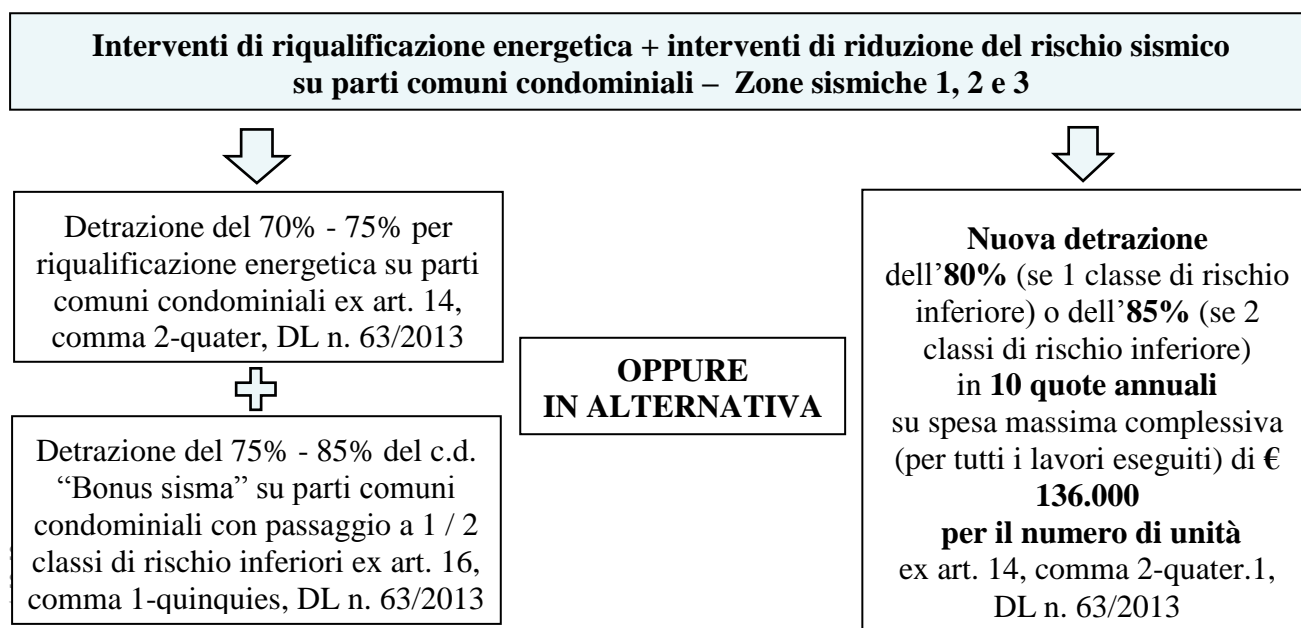 Interventi di riqualificazione energetica + interventi di riduzione del rischio sismico
su parti comuni condominiali – Zone sismiche 1, 2 e 3
Detrazione del 70% - 75% per
riqualificazione energetica su parti
comuni condominiali ex art. 14,
comma 2-quater, DL n. 63/2013
Detrazione del 75% - 85% del c.d.
“Bonus sisma” su parti comuni
condominiali con passaggio a 1 / 2
classi di rischio inferiori ex art. 16,
comma 1-quinquies, DL n. 63/2013
OPPURE
IN ALTERNATIVA
Nuova detrazione
dell’80% (se 1 classe di rischio
inferiore) o dell’85% (se 2
classi di rischio inferiore)
in 10 quote annuali
su spesa massima complessiva
(per tutti i lavori eseguiti) di €
136.000
per il numero di unità
ex art. 14, comma 2-quater.1,
DL n. 63/2013